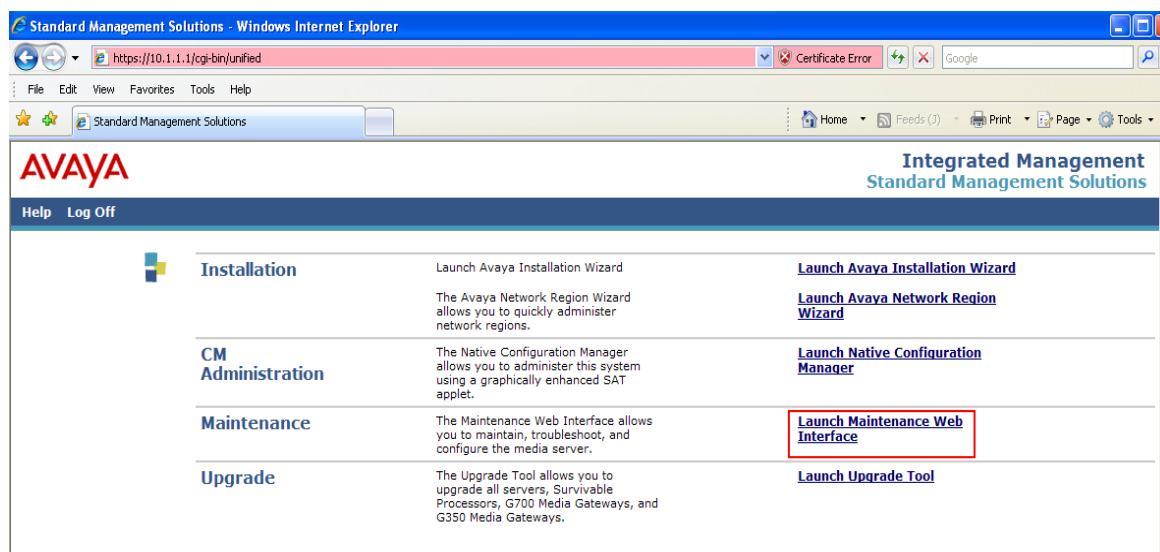 Standard Management Solutions - Windows Internet Explorer
https://10.1.1.1/cgi-bin/unified
Certificate Error
Google
File Edit View Favorites Tools Help
Standard Management Solutions
Home Feeds (J) Print Page Tools
AVAYA
Integrated Management
Standard Management Solutions
Help Log Off
Installation
Launch Avaya Installation Wizard
Launch Avaya Installation Wizard
The Avaya Network Region Wizard
allows you to quickly administer
network regions.
Launch Avaya Network Region
Wizard
CM
Administration
The Native Configuration Manager
allows you to administer this system
using a graphically enhanced SAT
applet.
Launch Native Configuration
Manager
Maintenance
The Maintenance Web Interface allows
you to maintain, troubleshoot, and
configure the media server.
Launch Maintenance Web
Interface
Upgrade
The Upgrade Tool allows you to
upgrade all servers, Survivable
Processors, G700 Media Gateways, and
G350 Media Gateways.
Launch Upgrade Tool